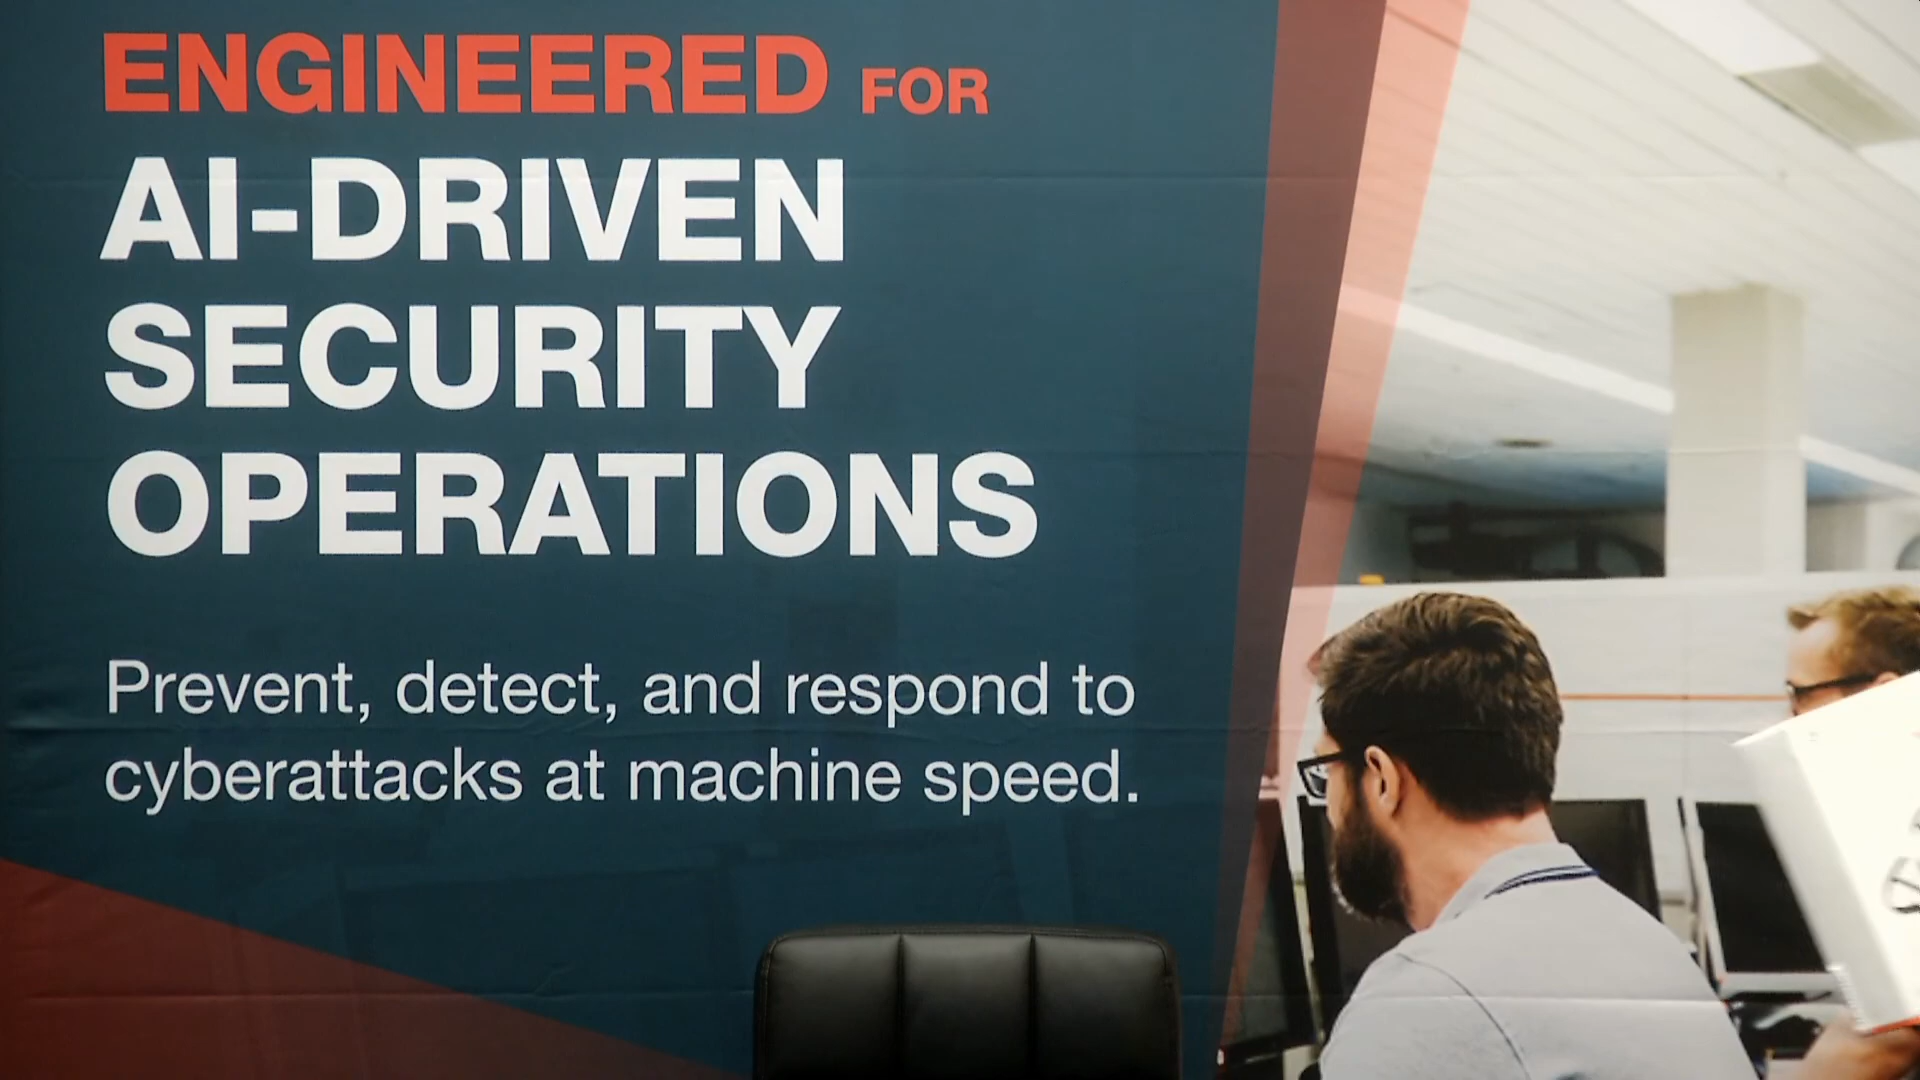 ENGINEERED FOR
AI-DRIVEN
SECURITY
OPERATIONS
Prevent, detect, and respond to
cyberattacks at machine speed.